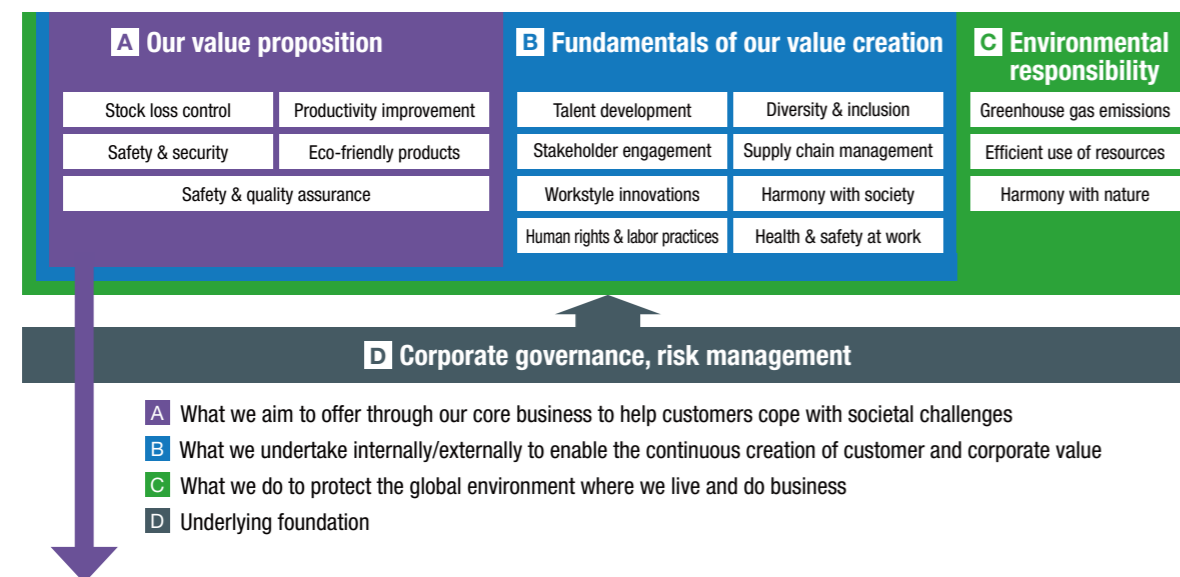 A Our value proposition
Stock loss control
Productivity improvement
Safety & security
Eco-friendly products
Safety & quality assurance
B Fundamentals of our value creation
Talent development
Diversity & inclusion
Stakeholder engagement
Supply chain management
Workstyle innovations
Harmony with society
Human rights & labor practices
Health & safety at work
C Environmental
responsibility
Greenhouse gas emissions
Efficient use of resources
Harmony with nature
D Corporate governance, risk management
A What we aim to offer through our core business to help customers cope with societal challenges
B What we undertake internally/externally to enable the continuous creation of customer and corporate value
C What we do to protect the global environment where we live and do business
D Underlying foundation